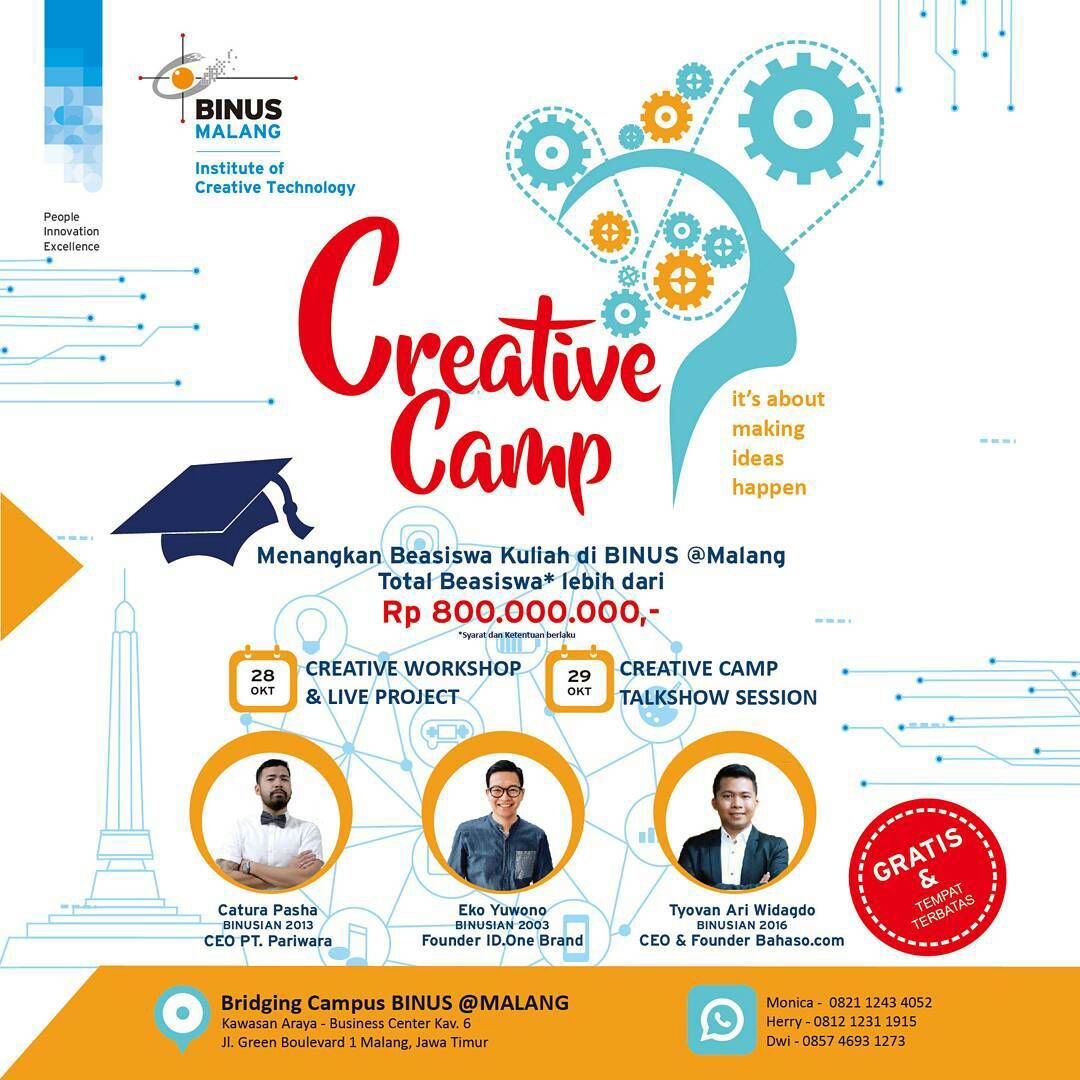 BINUS
MALANG
Institute of
Creative Technology
People
Innovation
Excellence
Creative
Camp
it's about
making
ideas
happen
Menangkan Beasiswa Kuliah di BINUS @Malang
Total Beasiswa* lebih dari
Rp 800.000.000,-
*Syarat dan Ketentuan berlaku
28
OKT
CREATIVE WORKSHOP
& LIVE PROJECT
29
OKT
CREATIVE CAMP
TALKSHOW SESSION
Catura Pasha
BINUSIAN 2013
CEO PT. Pariwara
Eko Yuwono
BINUSIAN 2003
Founder ID.One Brand
Tyovan Ari Widagdo
BINUSIAN 2016
CEO & Founder Bahaso.com
GRATIS
&
TEMPAT
TERBATAS
Bridging Campus BINUS @MALANG
Kawasan Araya - Business Center Kav. 6
Jl. Green Boulevard 1 Malang, Jawa Timur
Monica - 0821 1243 4052
Herry - 0812 1231 1915
Dwi - 0857 4693 1273